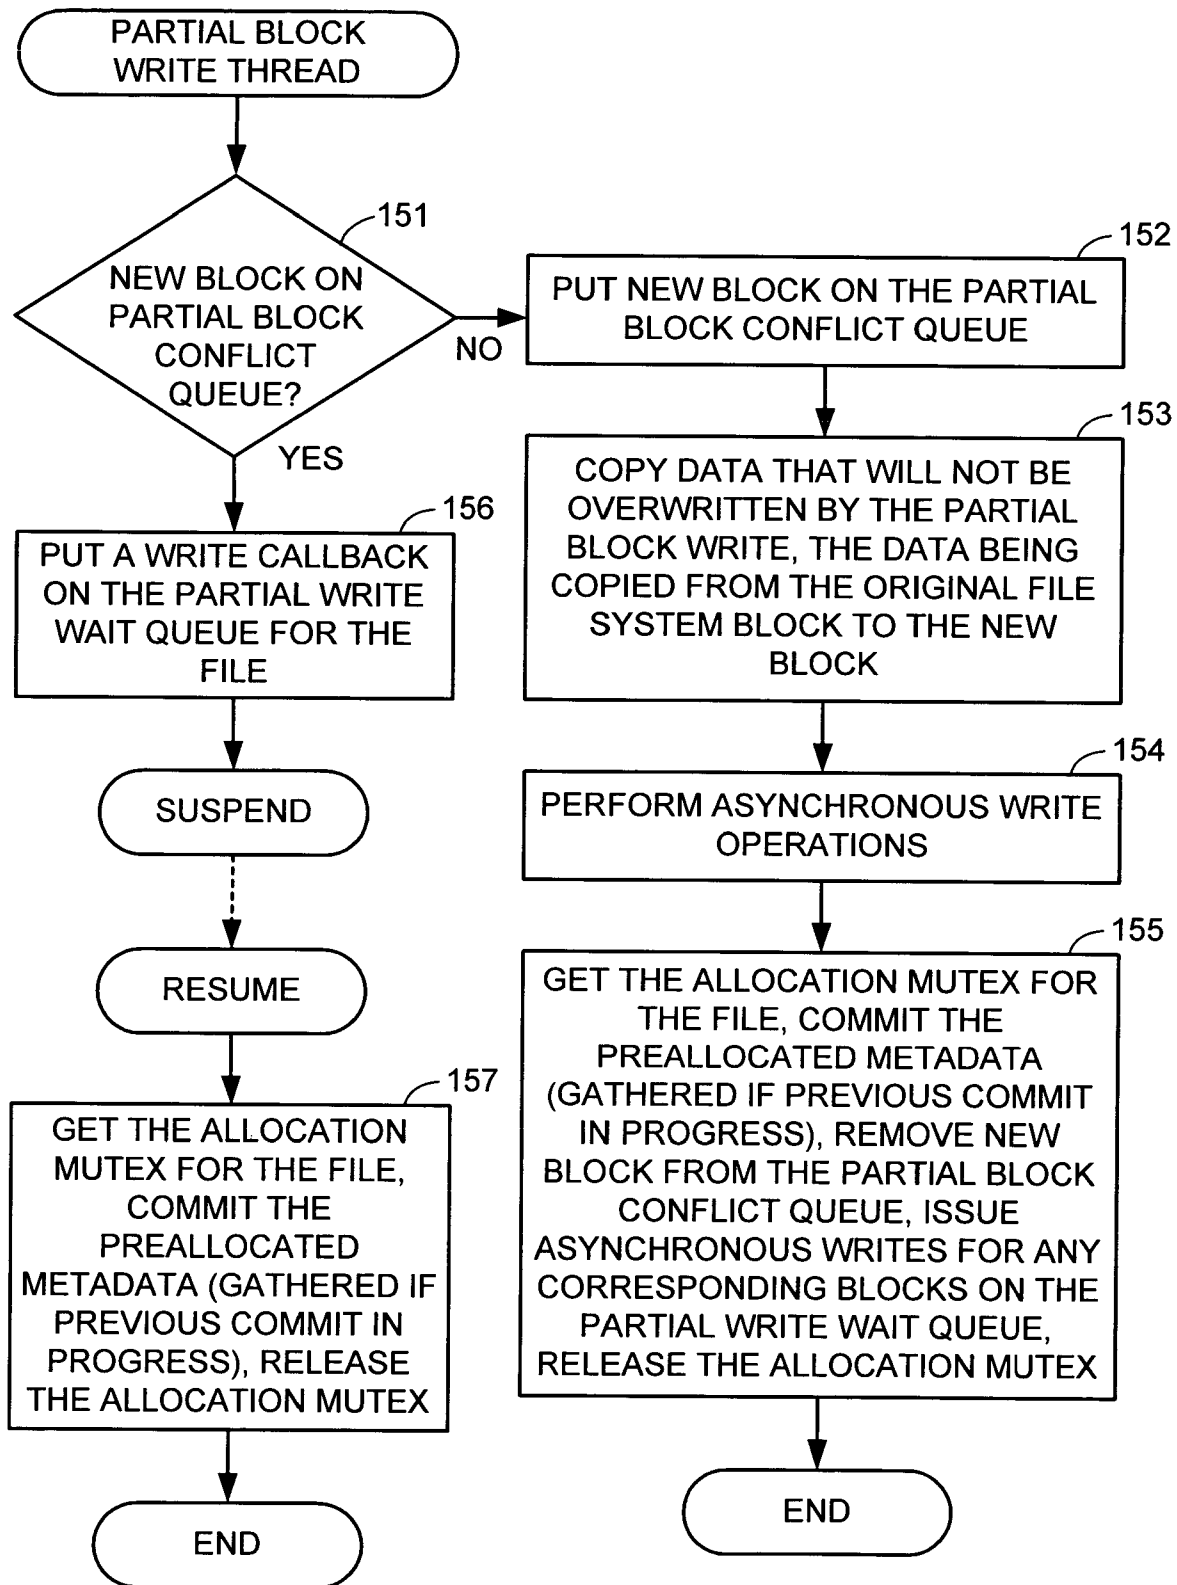 PARTIAL BLOCK
WRITE THREAD
151
NEW BLOCK ON
PARTIAL BLOCK
CONFLICT
QUEUE?
NO
YES
152
PUT NEW BLOCK ON THE PARTIAL
BLOCK CONFLICT QUEUE
153
COPY DATA THAT WILL NOT BE
OVERWRITTEN BY THE PARTIAL
BLOCK WRITE, THE DATA BEING
COPIED FROM THE ORIGINAL FILE
SYSTEM BLOCK TO THE NEW
BLOCK
154
PERFORM ASYNCHRONOUS WRITE
OPERATIONS
155
GET THE ALLOCATION MUTEX FOR
THE FILE, COMMIT THE
PREALLOCATED METADATA
(GATHERED IF PREVIOUS COMMIT
IN PROGRESS), REMOVE NEW
BLOCK FROM THE PARTIAL BLOCK
CONFLICT QUEUE, ISSUE
ASYNCHRONOUS WRITES FOR ANY
CORRESPONDING BLOCKS ON THE
PARTIAL WRITE WAIT QUEUE,
RELEASE THE ALLOCATION MUTEX
END
156
PUT A WRITE CALLBACK
ON THE PARTIAL WRITE
WAIT QUEUE FOR THE
FILE
SUSPEND
RESUME
157
GET THE ALLOCATION
MUTEX FOR THE FILE,
COMMIT THE
PREALLOCATED
METADATA (GATHERED IF
PREVIOUS COMMIT IN
PROGRESS), RELEASE
THE ALLOCATION MUTEX
END